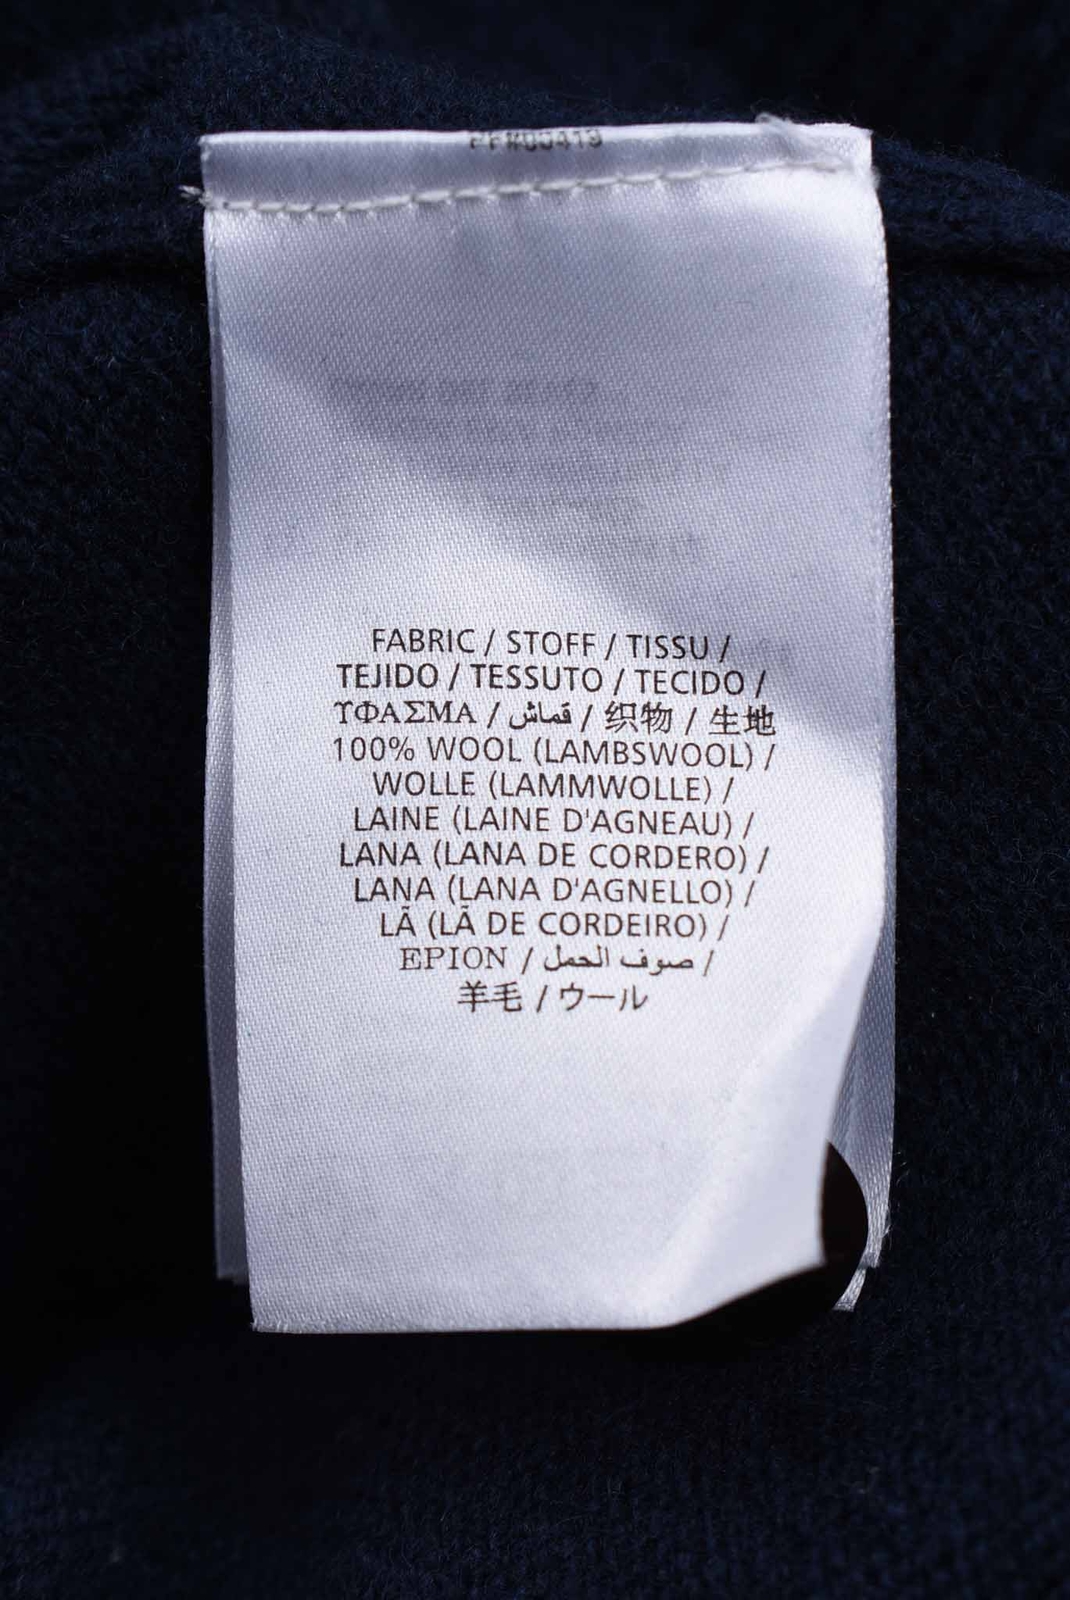 FABRIC / STOFF / TISSU /
TEJIDO / TESSUTO / TECIDO /
ΥΦΑΣΜΑ / قماش / 织物 / 生地
100% WOOL (LAMBSWOOL) /
WOLLE (LAMMWOLLE) /
LAINE (LAINE D'AGNEAU) /
LANA (LANA DE CORDERO) /
LANA (LANA D'AGNELLO) /
LÃ (LÃ DE CORDEIRO) /
ΕΡΙΟΝ / صوف الحمل /
羊毛 / ウール